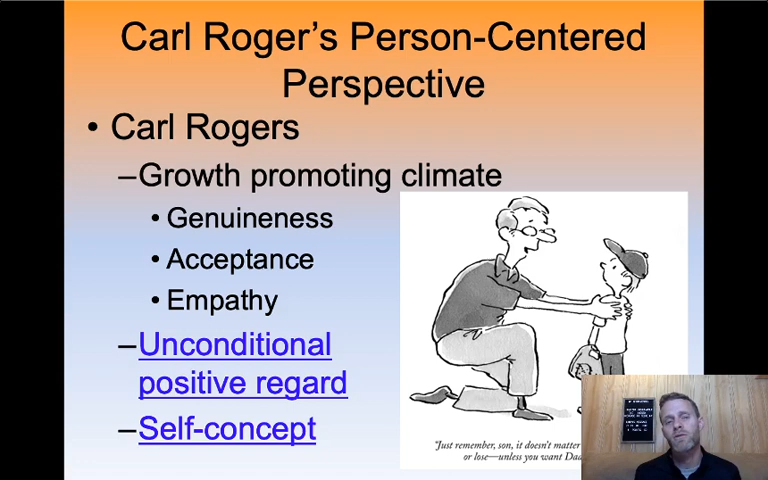 Carl Roger's Person-Centered
Perspective
• Carl Rogers
–Growth promoting climate
• Genuineness
• Acceptance
• Empathy
–Unconditional
positive regard
–Self-concept
"Just remember, son, it doesn't matter
or lose—unless you want Dad